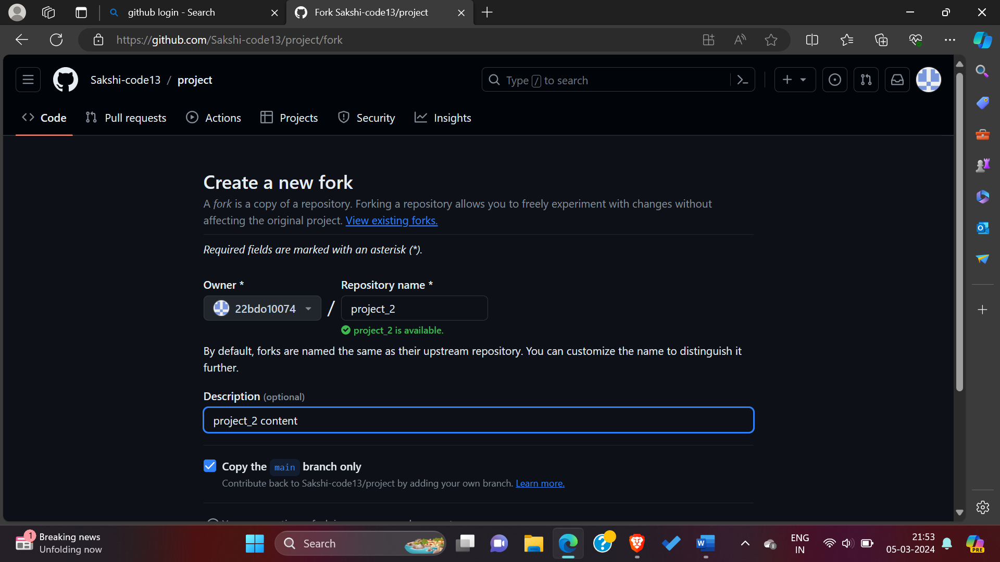 github login - Search
Fork Sakshi-code13/project
https://github.com/Sakshi-code13/project/fork
Sakshi-code13 / project
Type / to search
Code
Pull requests
Actions
Projects
Security
Insights
Create a new fork
A fork is a copy of a repository. Forking a repository allows you to freely experiment with changes without
affecting the original project. View existing forks.
Required fields are marked with an asterisk (*).
Owner *
Repository name *
22bdo10074
/
project_2
project_2 is available.
By default, forks are named the same as their upstream repository. You can customize the name to distinguish it
further.
Description (optional)
project_2 content
Copy the main branch only
Contribute back to Sakshi-code13/project by adding your own branch. Learn more.
1
Breaking news
Unfolding now
Search
ENG
IN
21:53
05-03-2024
PRE